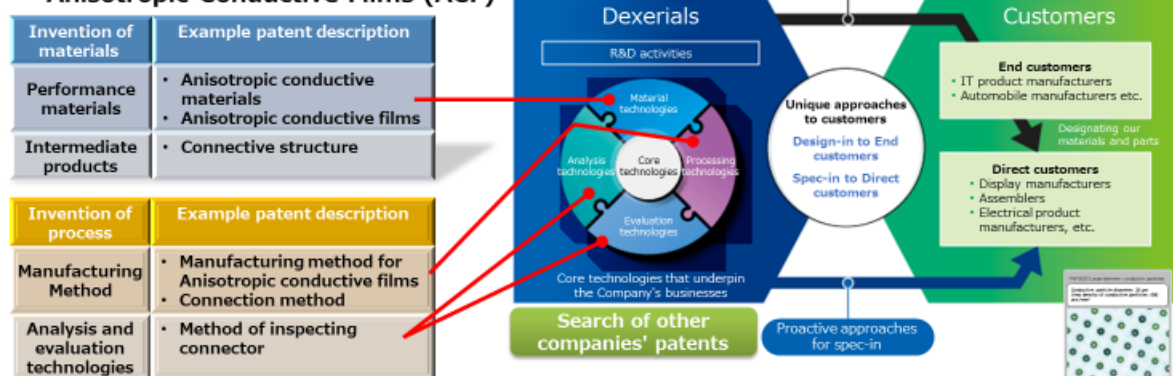 Anisotropic Conductive Films (ACF)
Invention of
materials
Example patent description
Performance
materials
• Anisotropic conductive
materials
• Anisotropic conductive films
Intermediate
products
• Connective structure
Invention of
process
Example patent description
Manufacturing
Method
• Manufacturing method for
Anisotropic conductive films
• Connection method
Analysis and
evaluation
technologies
• Method of inspecting
connector
Dexerials
R&D activities
Material
technologies
Analysis
technologies
Core
technologies
Processing
technologies
Evaluation
technologies
Core technologies that underpin
the Company's businesses
Search of other
companies' patents
Unique approaches
to customers
Design-in to End
customers
Spec-in to Direct
customers
Proactive approaches
for spec-in
Customers
End customers
• IT product manufacturers
• Automobile manufacturers etc.
Designating our
materials and parts
Direct customers
• Display manufacturers
• Assemblers
• Electrical product
manufacturers, etc.